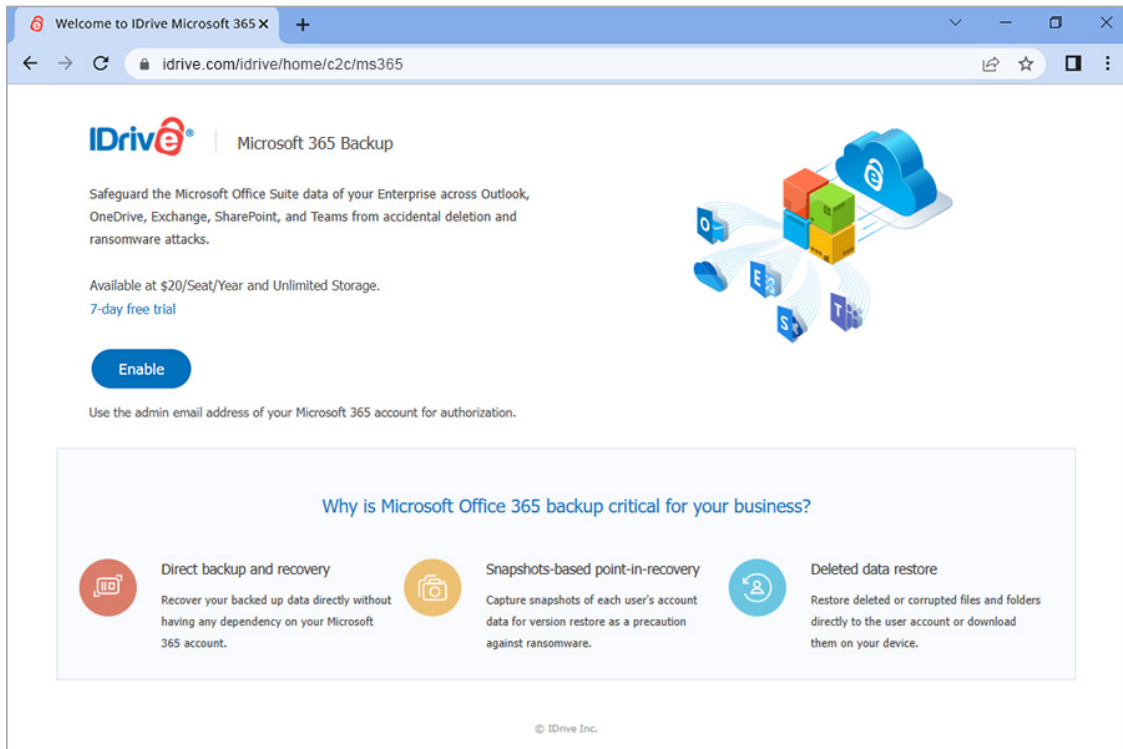 Welcome to IDrive Microsoft 365
idrive.com/idrive/home/c2c/ms365
IDrive®
Microsoft 365 Backup
Safeguard the Microsoft Office Suite data of your Enterprise across Outlook,
OneDrive, Exchange, SharePoint, and Teams from accidental deletion and
ransomware attacks.
Available at $20/Seat/Year and Unlimited Storage.
7-day free trial
Enable
Use the admin email address of your Microsoft 365 account for authorization.
O
E
S
T
Why is Microsoft Office 365 backup critical for your business?
Direct backup and recovery
Recover your backed up data directly without
having any dependency on your Microsoft
365 account.
Snapshots-based point-in-recovery
Capture snapshots of each user's account
data for version restore as a precaution
against ransomware.
Deleted data restore
Restore deleted or corrupted files and folders
directly to the user account or download
them on your device.
© IDrive Inc.